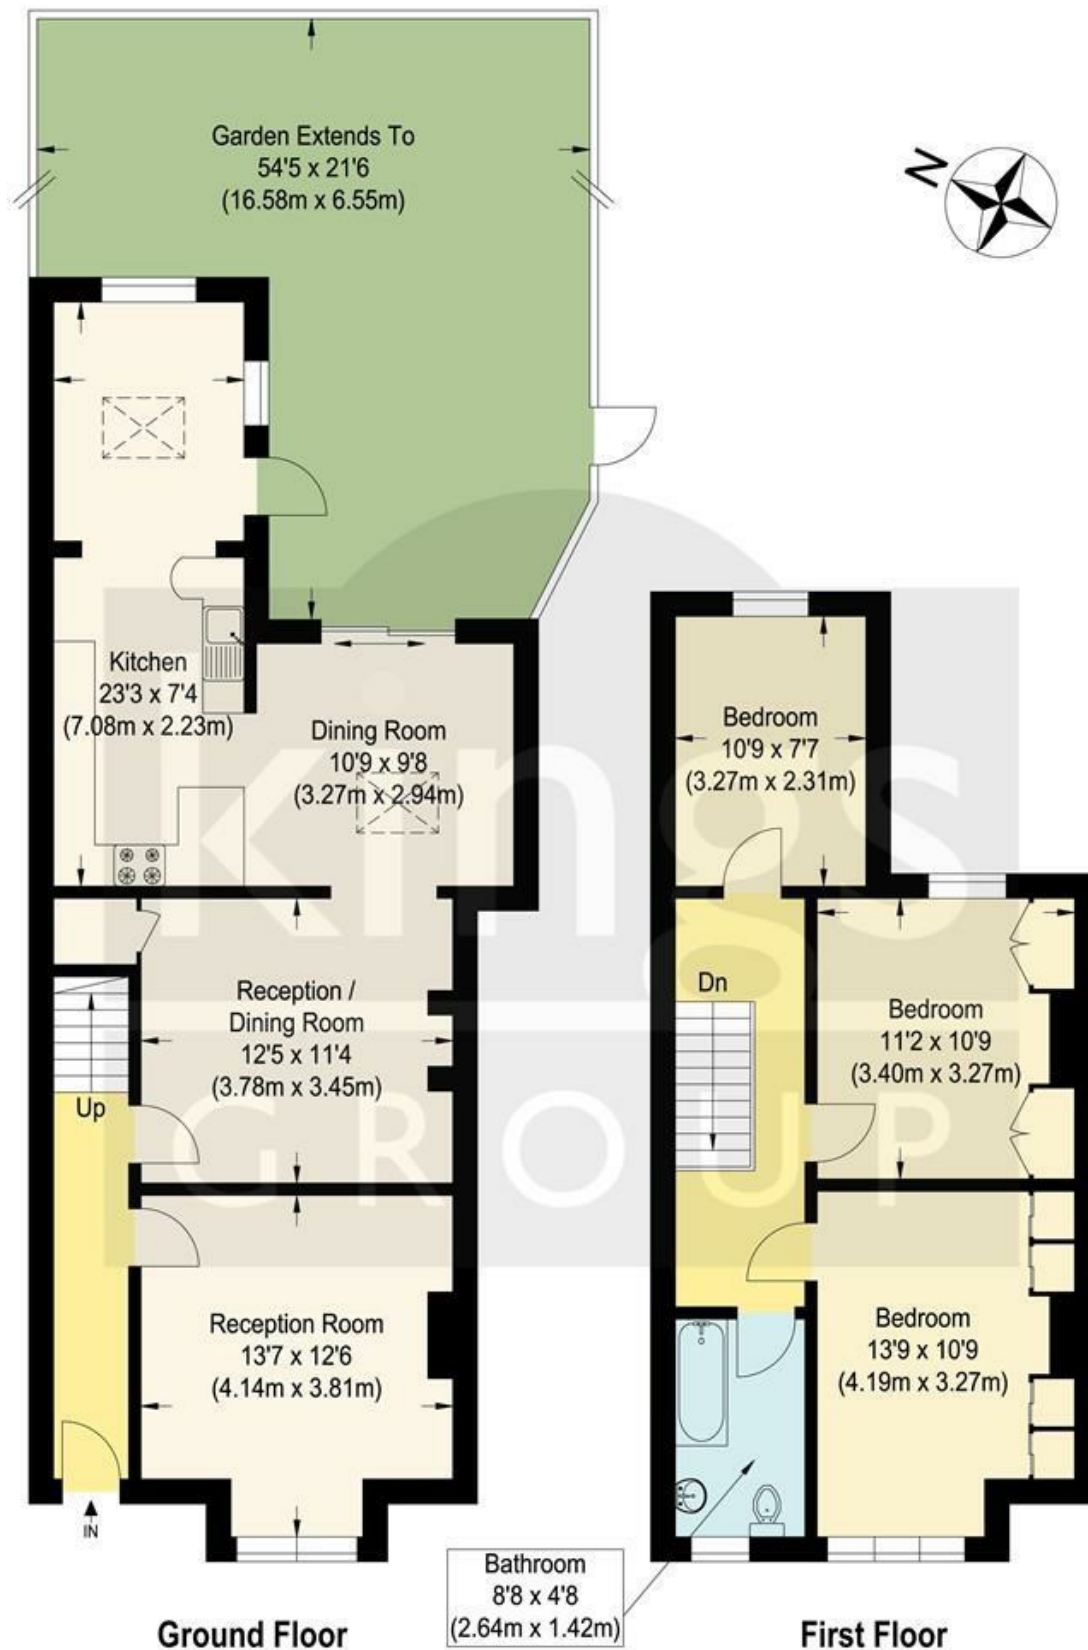 Garden Extends To
54'5 x 21'6
(16.58m x 6.55m)
N
Kitchen
23'3 x 7'4
(7.08m x 2.23m)
Dining Room
10'9 x 9'8
(3.27m x 2.94m)
Reception /
Dining Room
12'5 x 11'4
(3.78m x 3.45m)
Up
Reception Room
13'7 x 12'6
(4.14m x 3.81m)
IN
Ground Floor
Bedroom
10'9 x 7'7
(3.27m x 2.31m)
Dn
Bedroom
11'2 x 10'9
(3.40m x 3.27m)
Bedroom
13'9 x 10'9
(4.19m x 3.27m)
Bathroom
8'8 x 4'8
(2.64m x 1.42m)
First Floor
kings
GROUP